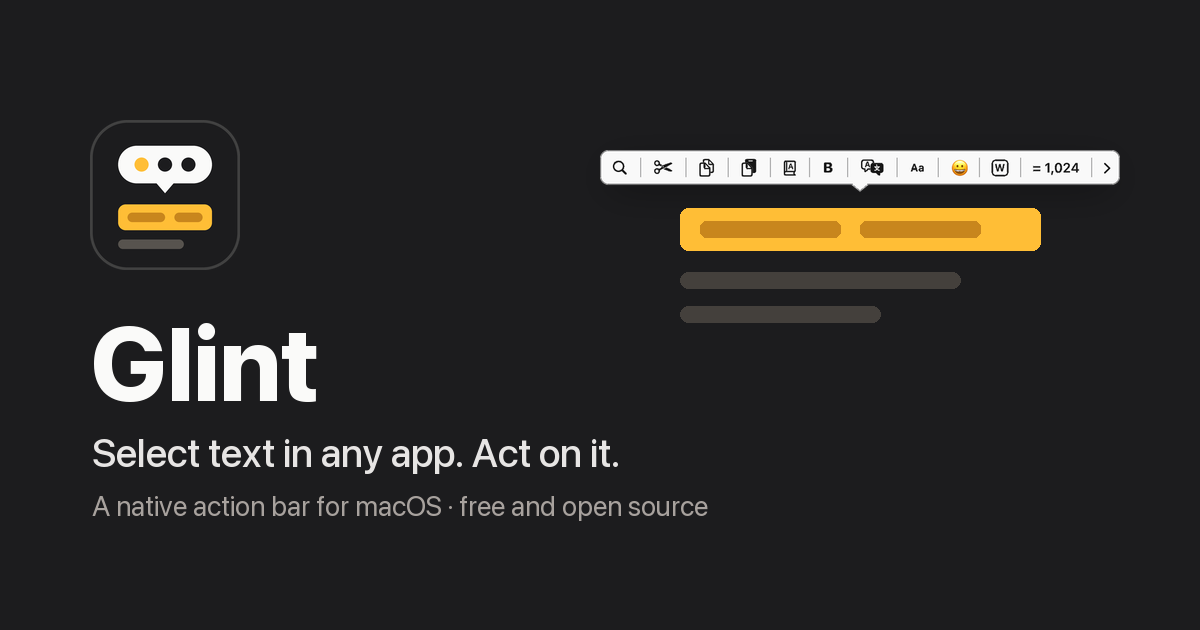 B Aa W = 1,024
Glint
Select text in any app. Act on it.
A native action bar for macOS · free and open source